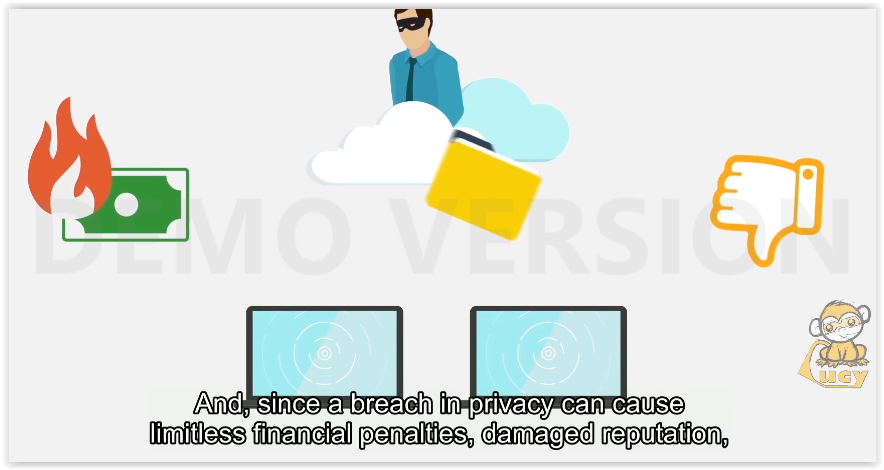 DEMO VERSION
Lucy
And, since a breach in privacy can cause
limitless financial penalties, damaged reputation,